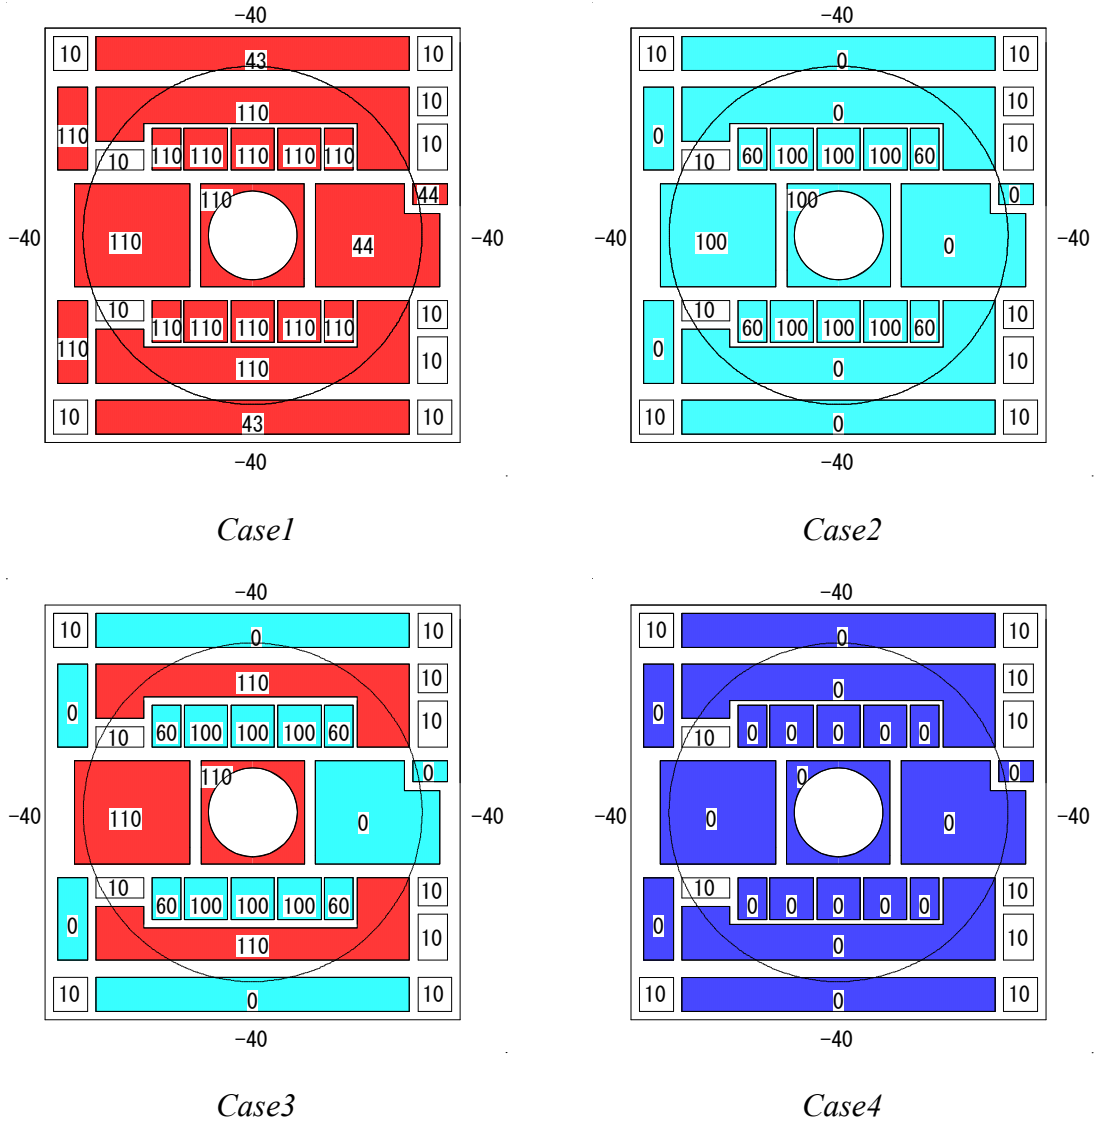 -40 -40
10 43 10 10 0 10
110 10 0 10
110 110 110 110 110 110 10 0 60 100 100 100 60 10
10 10
110 44 100 0
-40 110 44 -40 -40 100 0 -40
10 10 10 10
110 110 110 110 110 110 0 60 100 100 100 60
110 10 0 10
10 43 10 10 0 10
-40 -40
Case1 Case2
-40 -40
10 0 10 10 0 10
110 10 0 10
0 60 100 100 100 60 10 0 0 0 0 0 0 10
10 10
110 0 0 0
-40 110 0 -40 -40 0 0 -40
10 10 10 10
0 60 100 100 100 60 0 0 0 0 0 0
110 10 0 10
10 0 10 10 0 10
-40 -40
Case3 Case4